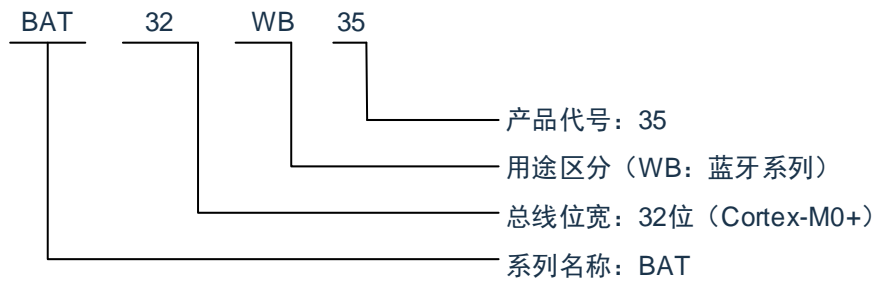 BAT 32 WB 35
产品代号：35
用途区分（WB：蓝牙系列）
总线位宽：32位（Cortex-M0+）
系列名称：BAT